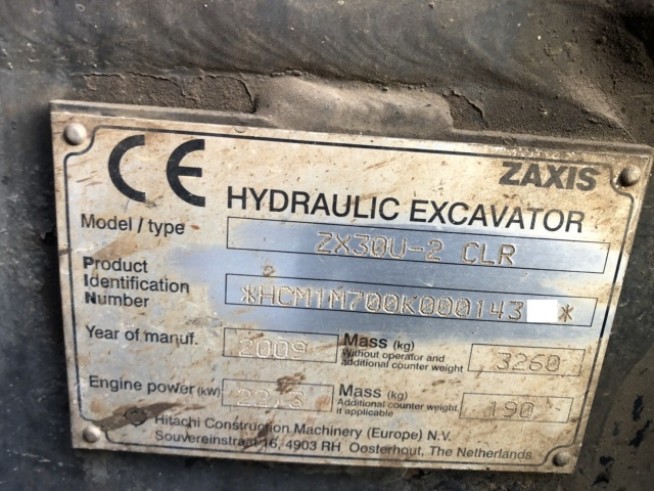 CE
ZAXIS
HYDRAULIC EXCAVATOR
Model / type ZX30U-2 CLR
Product
Identification
Number
2
*HCM1M700K000143 *
Year of manuf. 2009 Mass (kg) 3260
Without operator and
additional counter weight
Engine power (kW) 22.3 Mass (kg) 190
Additional counter weight,
if applicable
Hitachi Construction Machinery (Europe) N.V.
Souvereinstraat 16, 4903 RH Oosterhout, The Netherlands